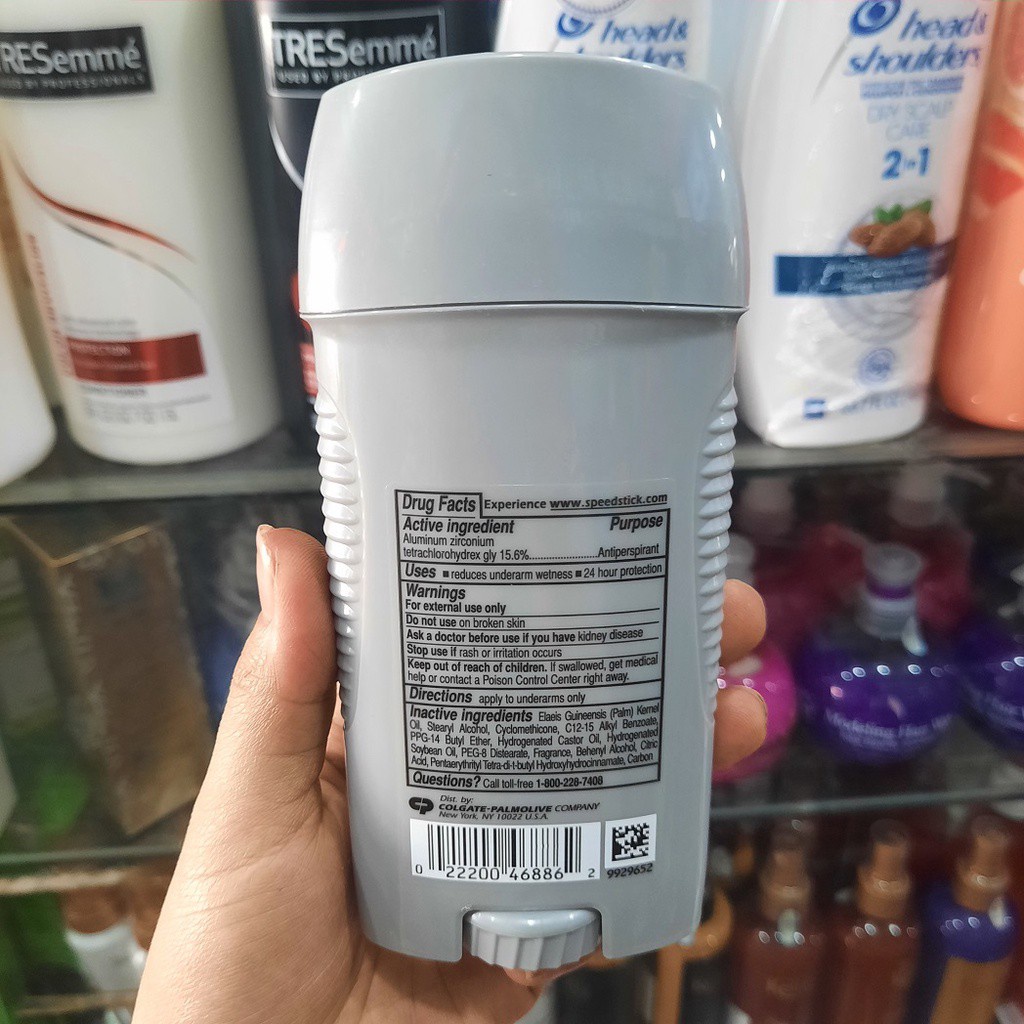 TRESemmé
USED BY PROFESSIONALS
TRESemmé
head&
shoulders
head&
shoulders
DRY SCALP
CARE
2in1
Drug Facts Experience www.speedstick.com
Active ingredient Purpose
Aluminum zirconium
tetrachlorohydrex gly 15.6%......................Antiperspirant
Uses ■ reduces underarm wetness ■ 24 hour protection
Warnings
For external use only
Do not use on broken skin
Ask a doctor before use if you have kidney disease
Stop use if rash or irritation occurs
Keep out of reach of children. If swallowed, get medical
help or contact a Poison Control Center right away.
Directions apply to underarms only
Inactive ingredients Elaeis Guineensis (Palm) Kernel
Oil, Stearyl Alcohol, Cyclomethicone, C12-15 Alkyl Benzoate,
PPG-14 Butyl Ether, Hydrogenated Castor Oil, Hydrogenated
Soybean Oil, PEG-8 Distearate, Fragrance, Behenyl Alcohol, Citric
Acid, Pentaerythrityl Tetra-di-t-butyl Hydroxyhydrocinnamate, Carbon
Questions? Call toll-free 1-800-228-7408
CP Dist. by:
COLGATE-PALMOLIVE COMPANY
New York, NY 10022 U.S.A.
0 22200 46886 2
9929652